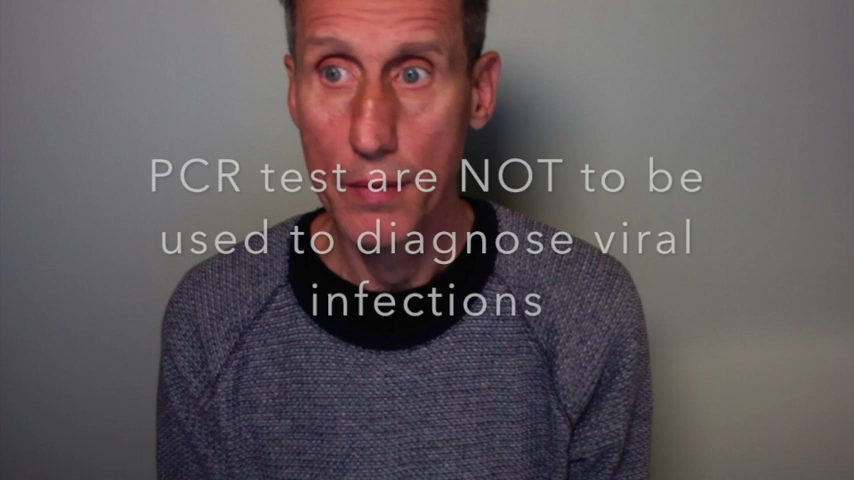 PCR test are NOT to be
used to diagnose viral
infections